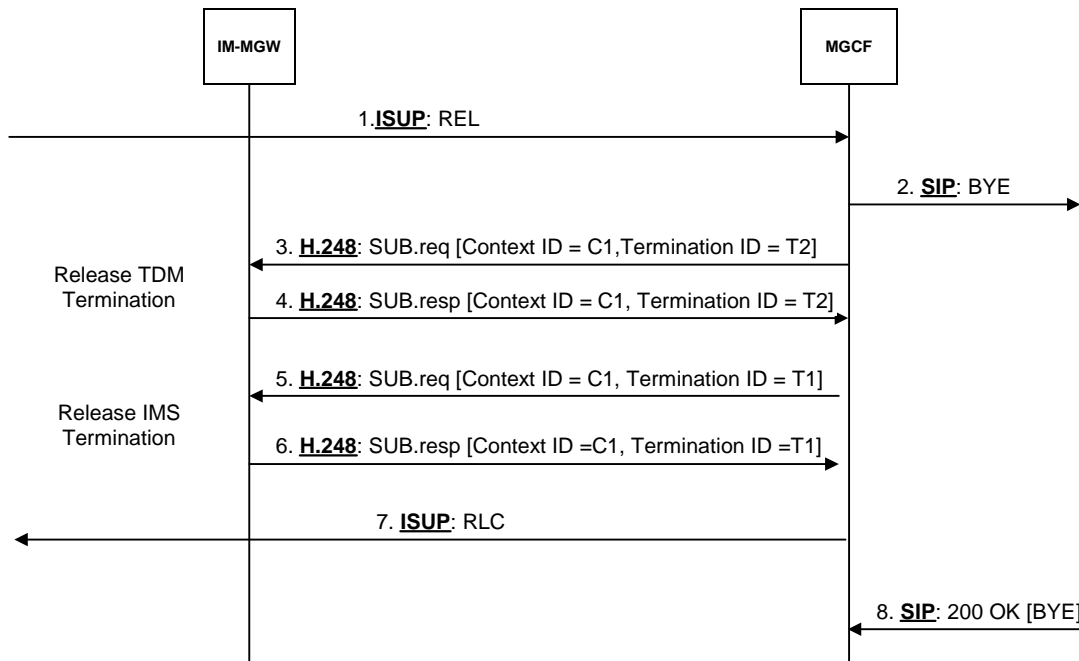 IM-MGW
MGCF
1.ISUP: REL
2. SIP: BYE
3. H.248: SUB.req [Context ID = C1,Termination ID = T2]
Release TDM
Termination
4. H.248: SUB.resp [Context ID = C1, Termination ID = T2]
5. H.248: SUB.req [Context ID = C1, Termination ID = T1]
Release IMS
Termination
6. H.248: SUB.resp [Context ID =C1, Termination ID =T1]
7. ISUP: RLC
8. SIP: 200 OK [BYE]